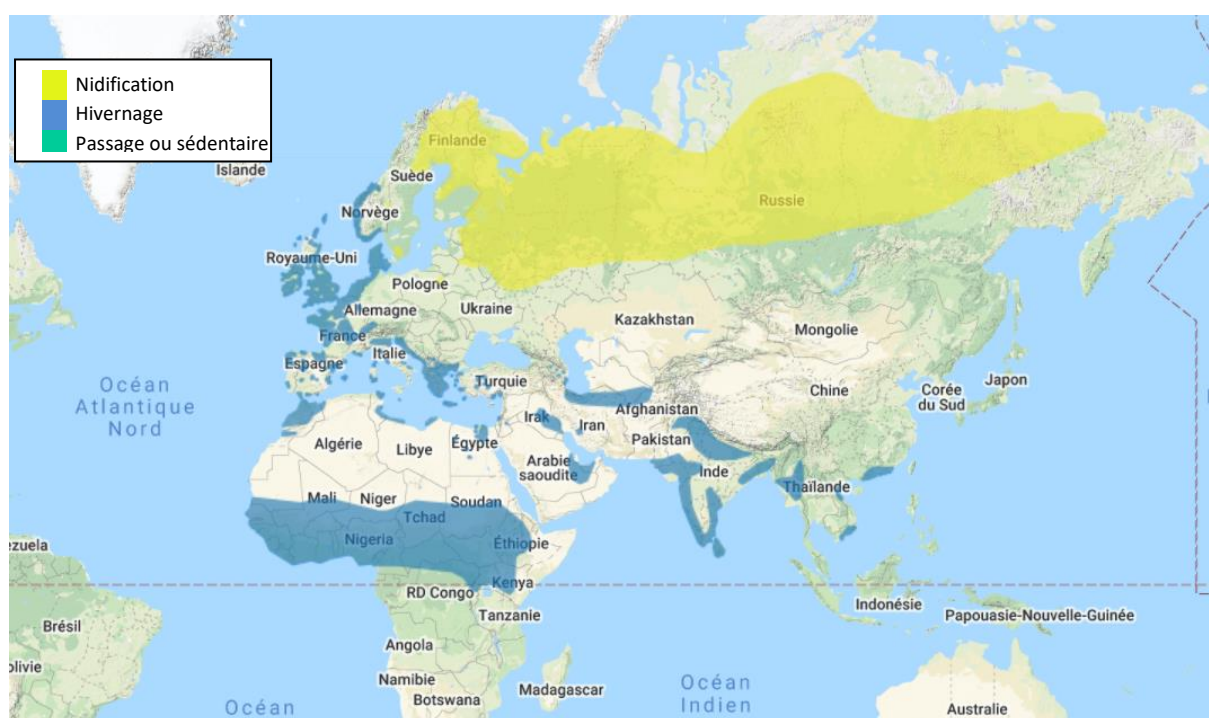 Nidification
Hivernage
Passage ou sédentaire
Islande
Finlande
Suède
Norvège
Russie
Royaume-Uni
Pologne
Allemagne
Ukraine
Kazakhstan
Mongolie
France
Italie
Espagne
Turquie
Chine
Corée
du Sud
Japon
Océan
Atlantique
Nord
Afghanistan
Irak
Iran
Pakistan
Algérie
Libye
Égypte
Arabie
saoudite
Inde
Thaïlande
Mali
Niger
Soudan
Tchad
Nigeria
Éthiopie
ezuela
Kenya
RD Congo
Tanzanie
Indonésie
Papouasie-Nouvelle-Guinée
Brésil
Angola
olivie
Namibie
Botswana
Madagascar
Océan
Indien
Océan
Australie